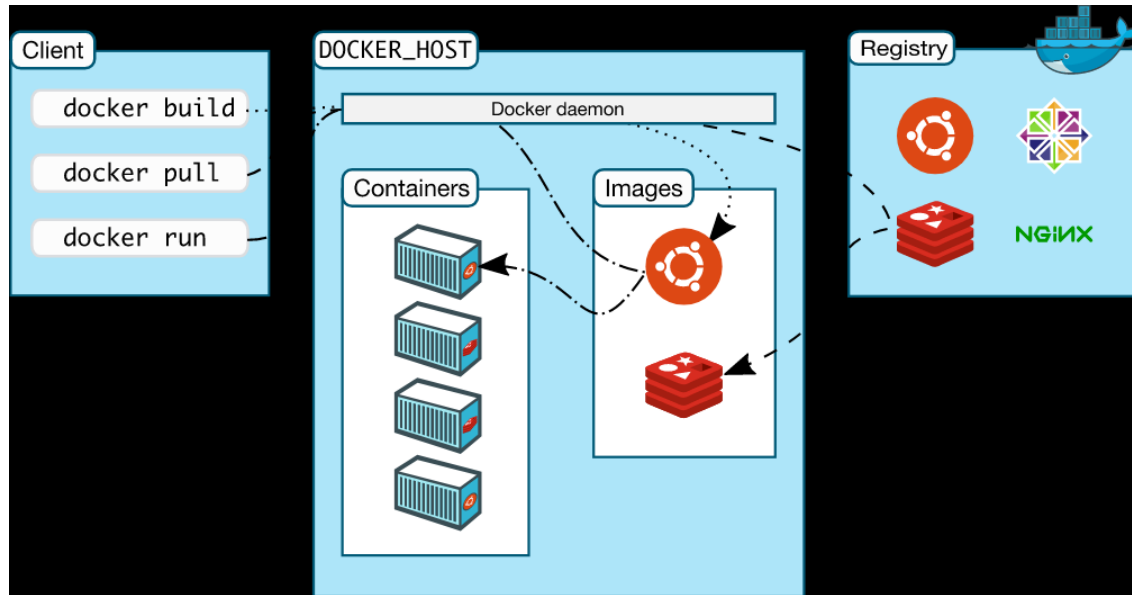 Client
docker build
docker pull
docker run
DOCKER_HOST
Docker daemon
Containers
Images
Registry
NGiNX